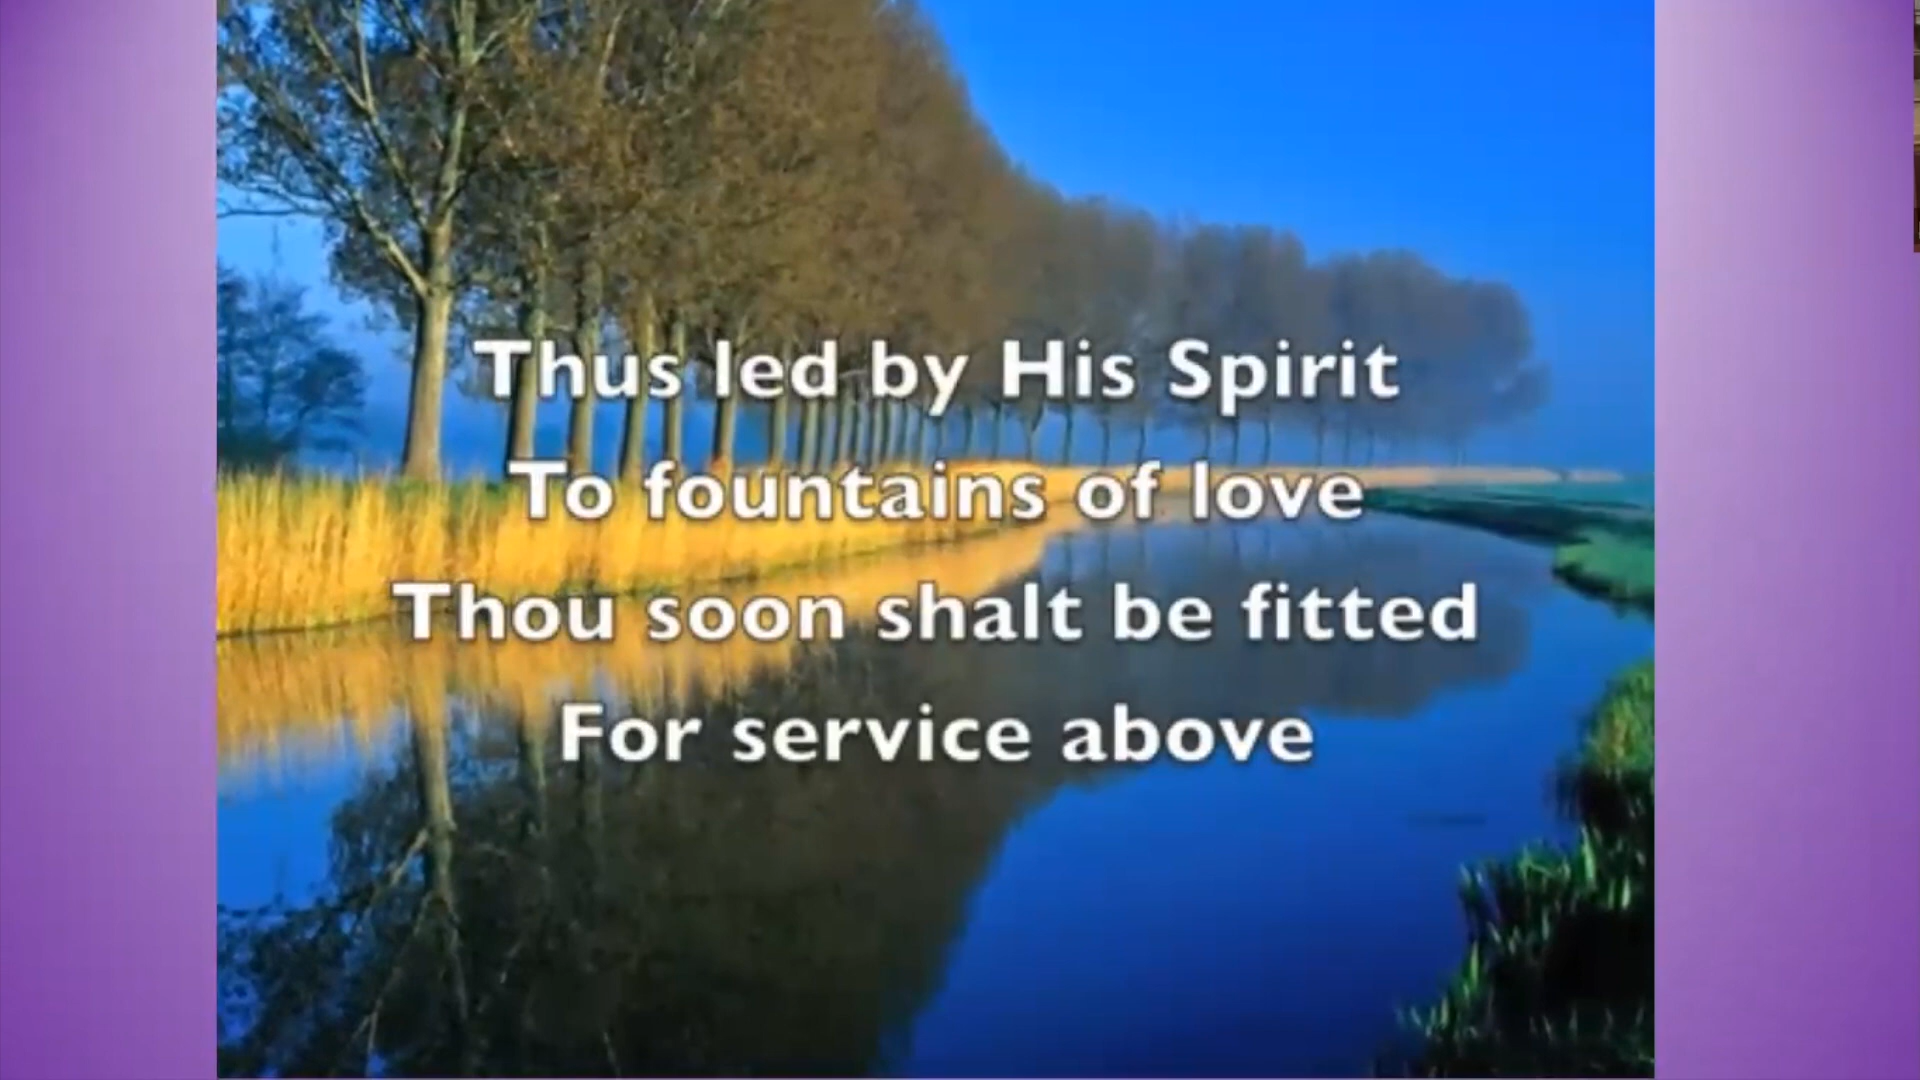 Thus led by His Spirit
To fountains of love
Thou soon shalt be fitted
For service above